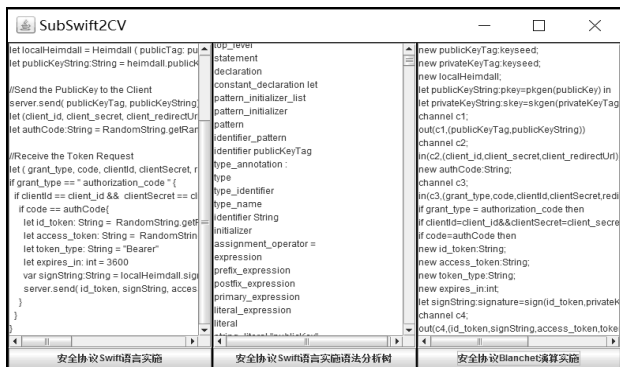 SubSwift2CV
let localHeimdall = Heimdall ( publicTag: pu
let publicKeyString:String = heimdall.publicK
//Send the PublicKey to the Client
server.send( publicKeyTag, publicKeyString)
let (client_id, client_secret, client_redirectUr
let authCode:String = RandomString.getRar
//Receive the Token Request
let ( grant_type, code, clientId, clientSecret, r
if grant_type == " authorization_code " {
if clientId == client_id && clientSecret == cl
if code == authCode{
let id_token: String = RandomString.getF
let access_token: String = RandomStrin
let token_type: String = "Bearer"
let expires_in: int = 3600
var signString:String = localHeimdall.sign
server.send( id_token, signString, acces
}
}
}
安全协议Swift语言实施
top_level
statement
declaration
constant_declaration let
pattern_initializer_list
pattern_initializer
pattern
identifier_pattern
identifier publicKeyTag
type_annotation :
type
type_identifier
type_name
identifier String
initializer
assignment_operator =
expression
prefix_expression
postfix_expression
primary_expression
literal_expression
literal
string_literal "publicKey"
安全协议Swift语言实施语法分析树
new publicKeyTag:keyseed;
new privateKeyTag:keyseed;
new localHeimdall;
let publicKeyString:pkey=pkgen(publicKey) in
let privateKeyString:skey=skgen(privateKeyTag
channel c1;
out(c1,(publicKeyTag,publicKeyString))
channel c2;
in(c2,(client_id,client_secret,client_redirectUrl)
new authCode:String;
channel c3;
in(c3,(grant_type,code,clientId,clientSecret,redi
if grant_type = authorization_code then
if clientId=client_id&&clientSecret=client_secre
if code=authCode then
new id_token:String;
new access_token:String;
new token_type:String;
new expires_in:int;
let signString:signature=sign(id_token,privateK
channel c4;
out(c4,(id_token,signString,access_token,toke
安全协议Blanchet演算实施